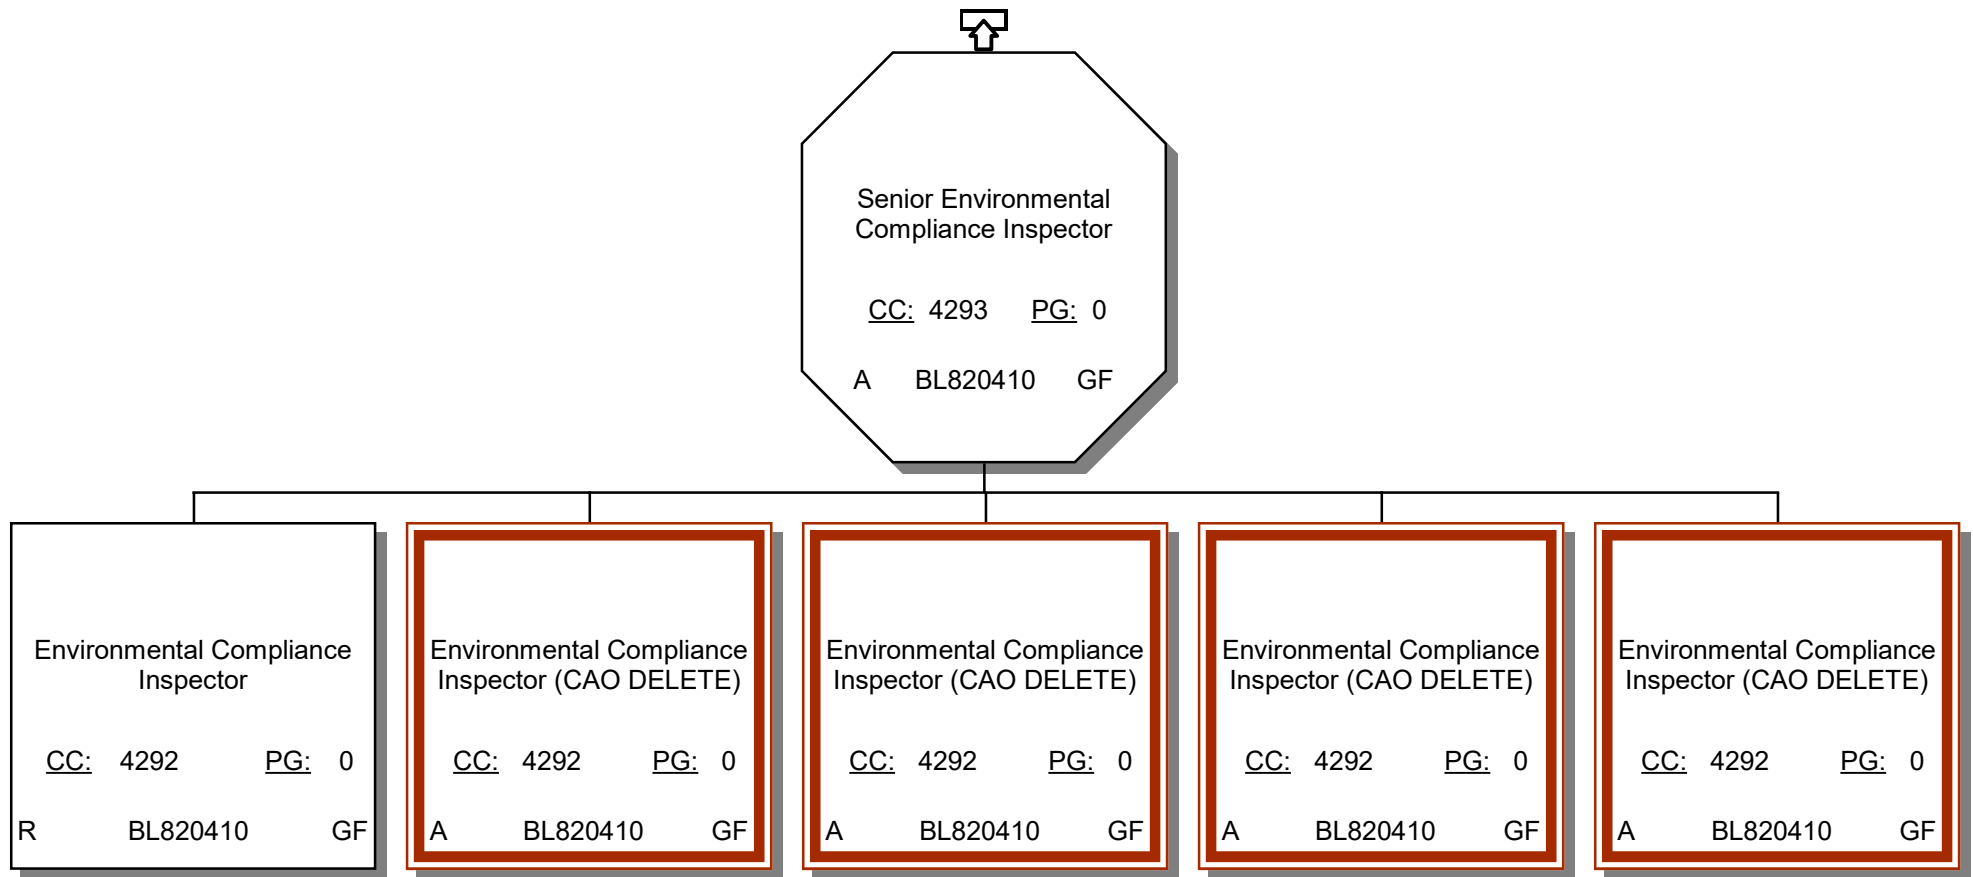 Senior Environmental
Compliance Inspector
CC: 4293 PG: 0
A BL820410 GF
Environmental Compliance
Inspector
CC: 4292 PG: 0
R BL820410 GF
Environmental Compliance
Inspector (CAO DELETE)
CC: 4292 PG: 0
A BL820410 GF
Environmental Compliance
Inspector (CAO DELETE)
CC: 4292 PG: 0
A BL820410 GF
Environmental Compliance
Inspector (CAO DELETE)
CC: 4292 PG: 0
A BL820410 GF
Environmental Compliance
Inspector (CAO DELETE)
CC: 4292 PG: 0
A BL820410 GF